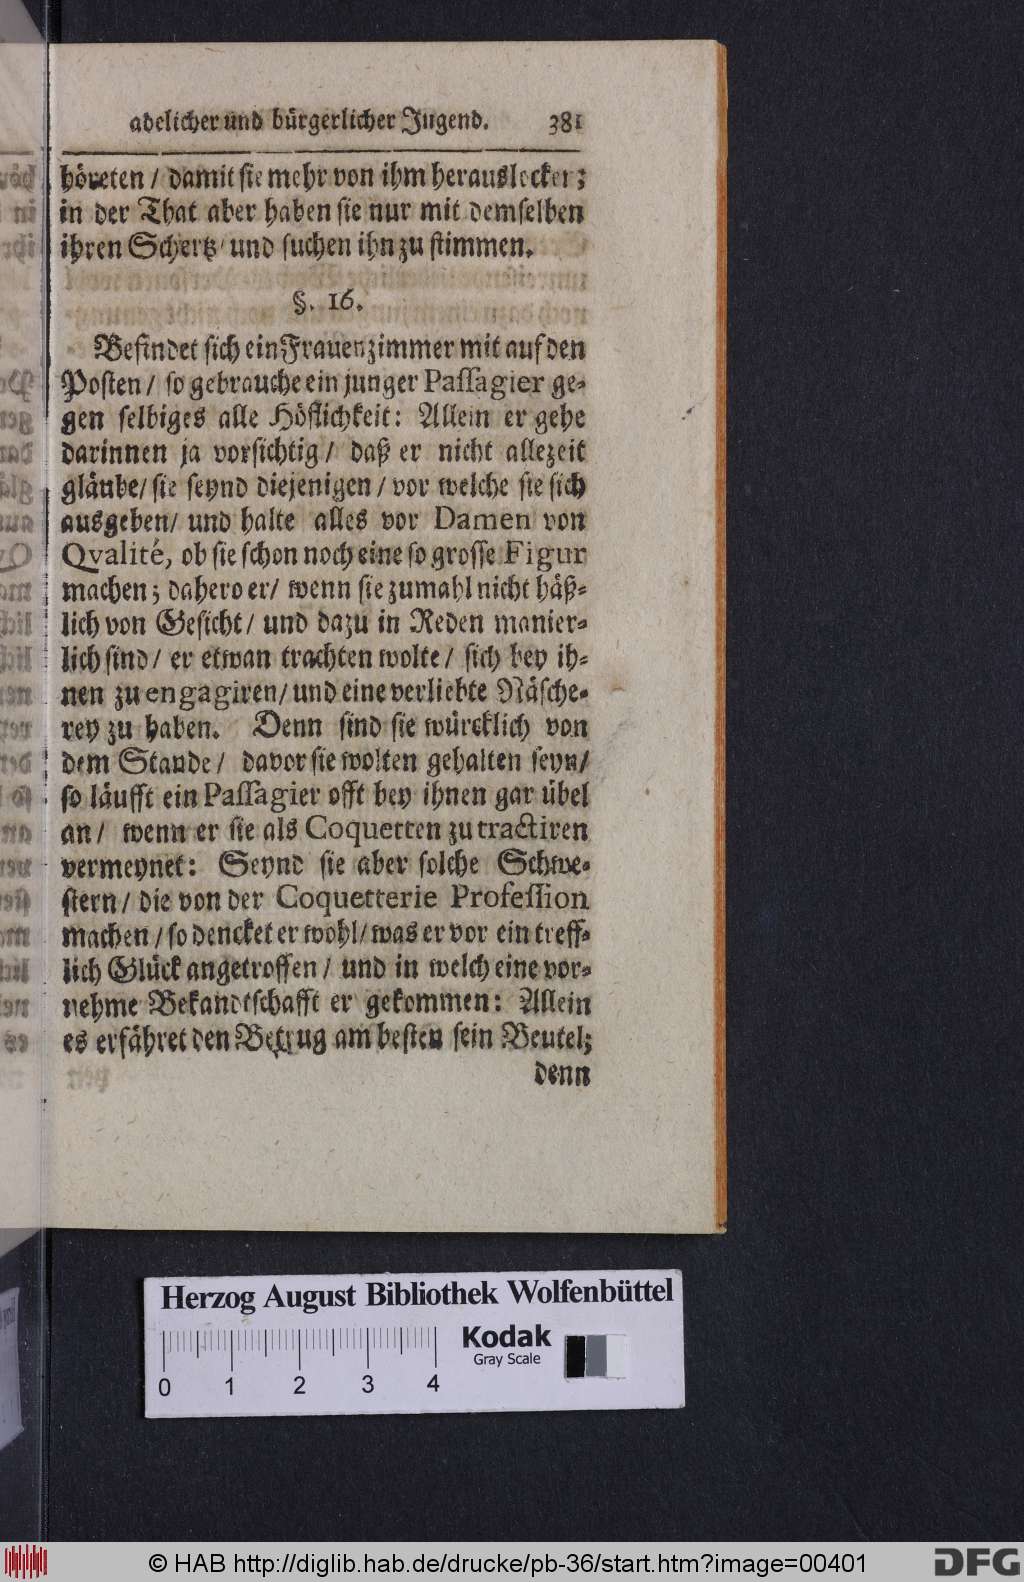 adelicher und bürgerlicher Jugend. 381
höreten / damit sie mehr von ihm herauslocken;
in der That aber haben sie nur mit demselben
ihren Schertz / und suchen ihn zu stimmen.
§. 16.
Befindet sich ein Frauenzimmer mit auf den
Posten / so gebrauche ein junger Passagier ge-
gen selbiges alle Höflichkeit: Allein er gehe
darinnen ja vorsichtig / daß er nicht allezeit
gläube / sie seynd diejenigen / vor welche sie sich
ausgeben / und halte alles vor Damen von
Qvalité, ob sie schon noch eine so grosse Figur
machen; dahero er / wenn sie zumahl nicht häß-
lich von Gesicht / und dazu in Reden manier-
lich sind / er etwan trachten wolte / sich bey ih-
nen zu engagiren / und eine verliebte Näsche-
rey zu haben. Denn sind sie würcklich von
dem Stande / davor sie wolten gehalten seyn /
so läufft ein Passagier offt bey ihnen gar übel
an / wenn er sie als Coquetten zu tractiren
vermeynet: Seynd sie aber solche Schwe-
stern / die von der Coquetterie Profession
machen / so dencket er wohl / was er vor ein treff-
lich Glück angetroffen / und in welch eine vor-
nehme Bekandtschafft er gekommen: Allein
es erfähret den Betrug am besten sein Beutel;
denn
Herzog August Bibliothek Wolfenbüttel
Kodak
Gray Scale
0 1 2 3 4
© HAB http://diglib.hab.de/drucke/pb-36/start.htm?image=00401
DFG